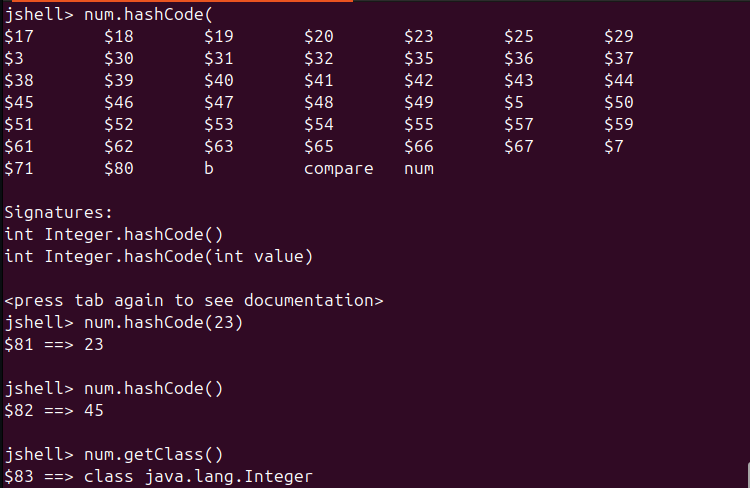 jshell> num.hashCode(
$17 $18 $19 $20 $23 $25 $29
$3 $30 $31 $32 $35 $36 $37
$38 $39 $40 $41 $42 $43 $44
$45 $46 $47 $48 $49 $5 $50
$51 $52 $53 $54 $55 $57 $59
$61 $62 $63 $65 $66 $67 $7
$71 $80 b compare num
Signatures:
int Integer.hashCode()
int Integer.hashCode(int value)
<press tab again to see documentation>
jshell> num.hashCode(23)
$81 ==> 23
jshell> num.hashCode()
$82 ==> 45
jshell> num.getClass()
$83 ==> class java.lang.Integer